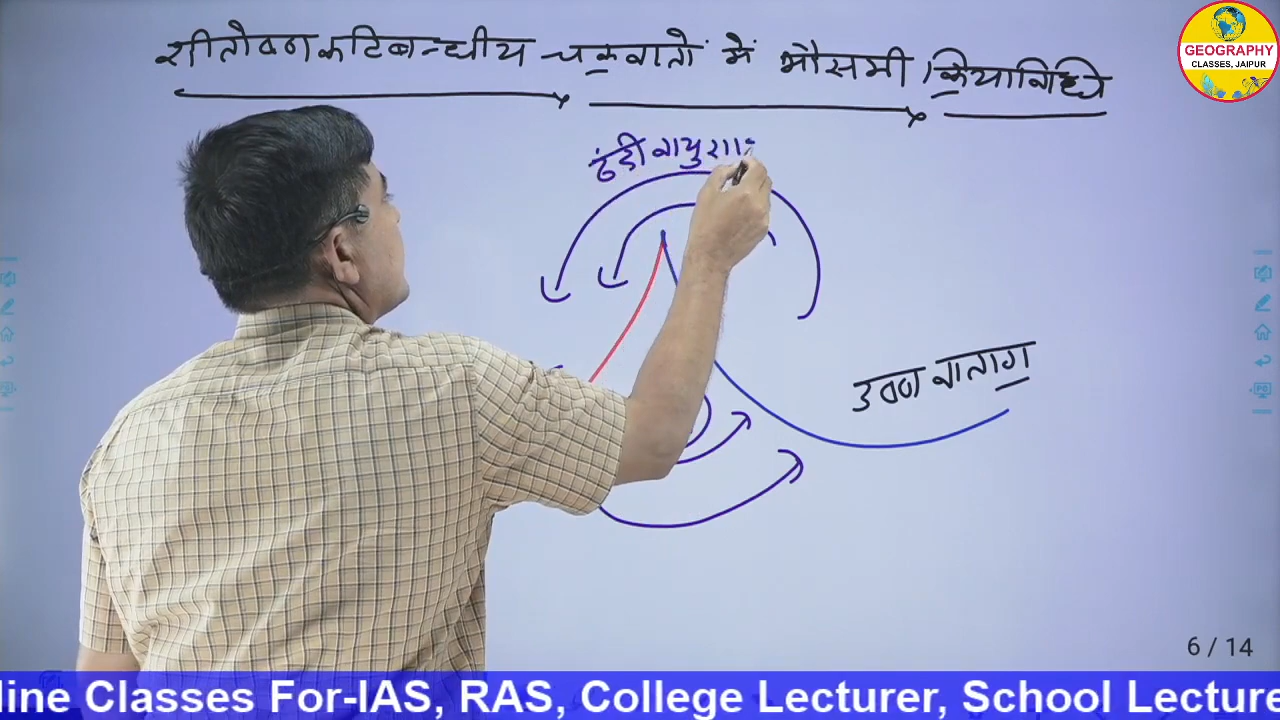 शीतोष्ण कटिबन्धीय चक्रवातों में मौसमी क्रियाविधि
GEOGRAPHY
CLASSES, JAIPUR
ठंडी वायुराा
उष्ण वाताग्र
6 / 14
line Classes For-IAS, RAS, College Lecturer, School Lecture